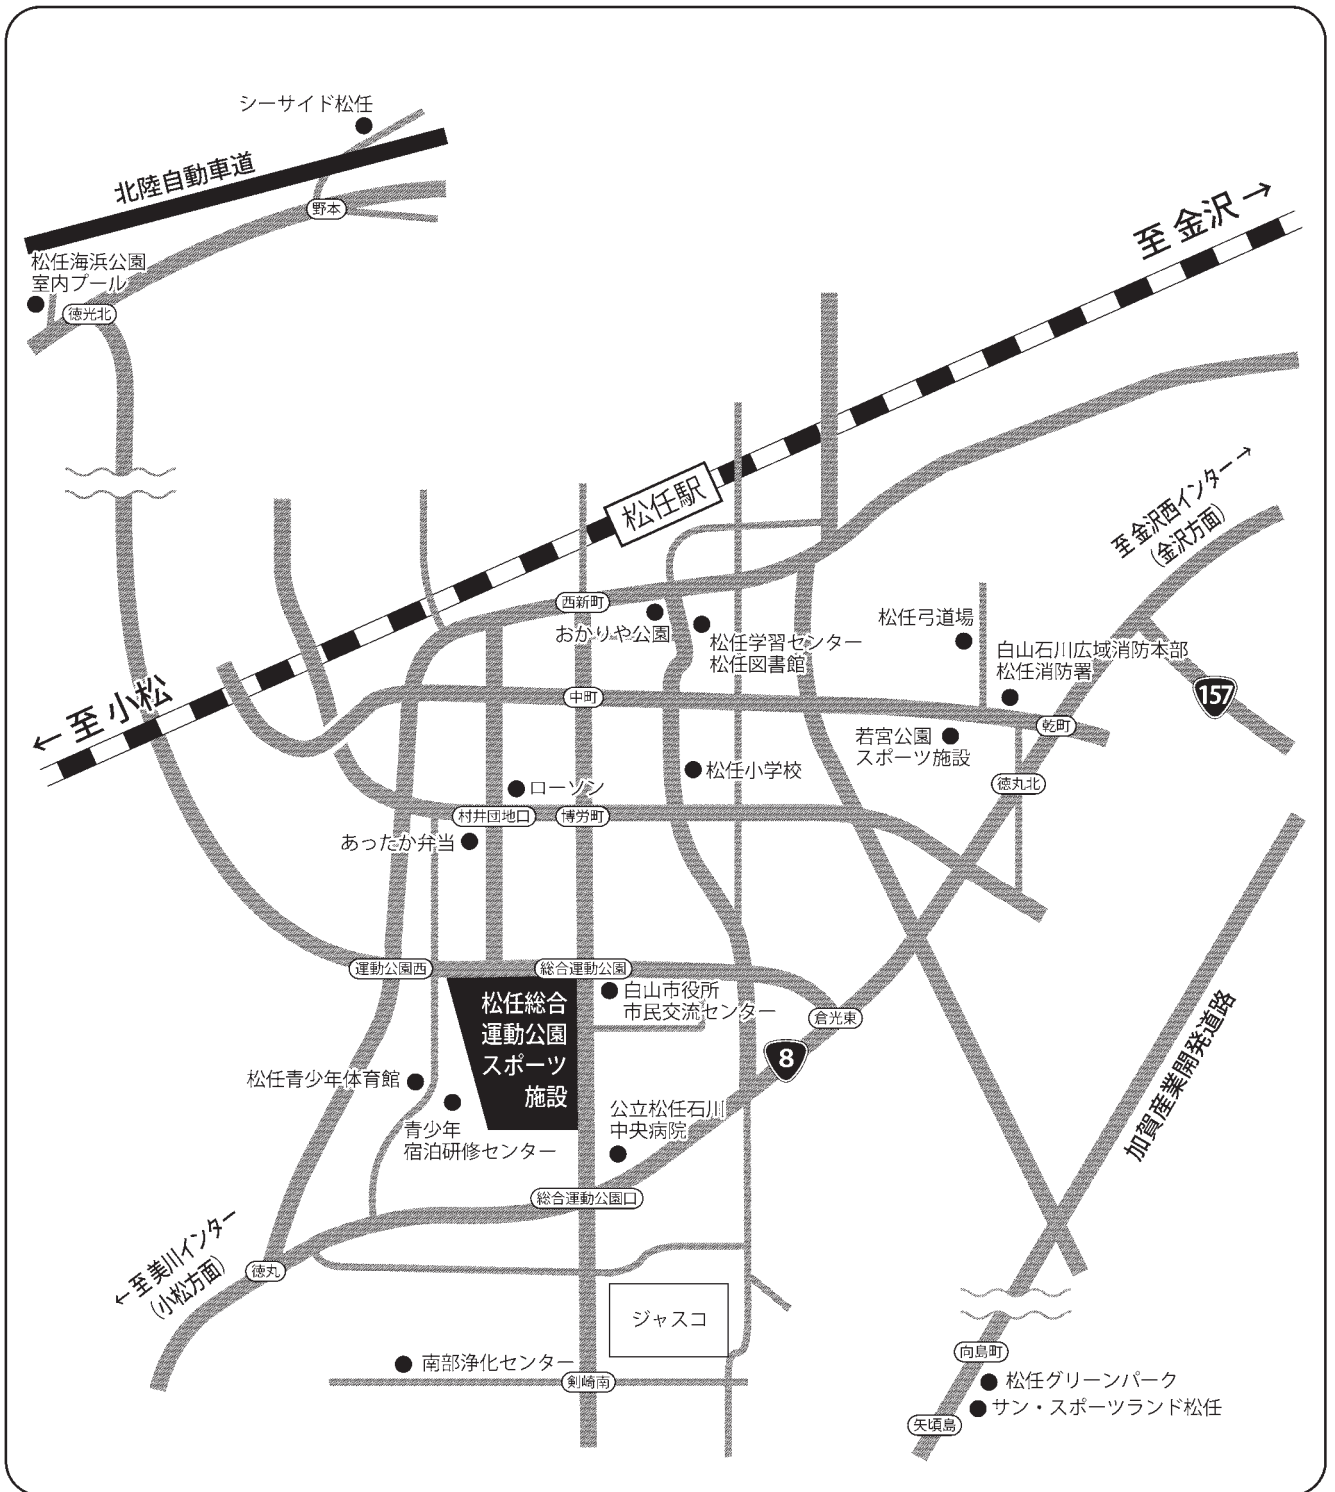 シーサイド松任
北陸自動車道
野本
松任海浜公園
室内プール
徳光北
至 金沢 →
松任駅
至 金沢西インター →
(金沢方面)
西新町
おかりや公園
松任学習センター
松任図書館
松任弓道場
白山石川広域消防本部
松任消防署
157
← 至 小松
中町
乾町
若宮公園
スポーツ施設
松任小学校
徳丸北
ローソン
村井団地口
博労町
あったか弁当
運動公園西
総合運動公園
松任総合
運動公園
スポーツ
施設
白山市役所
市民交流センター
倉光東
8
加賀産業開発道路
松任青少年体育館
青少年
宿泊研修センター
公立松任石川
中央病院
総合運動公園口
← 至 美川インター
(小松方面)
徳丸
ジャスコ
南部浄化センター
剣崎南
向島町
松任グリーンパーク
サン・スポーツランド松任
矢頃島